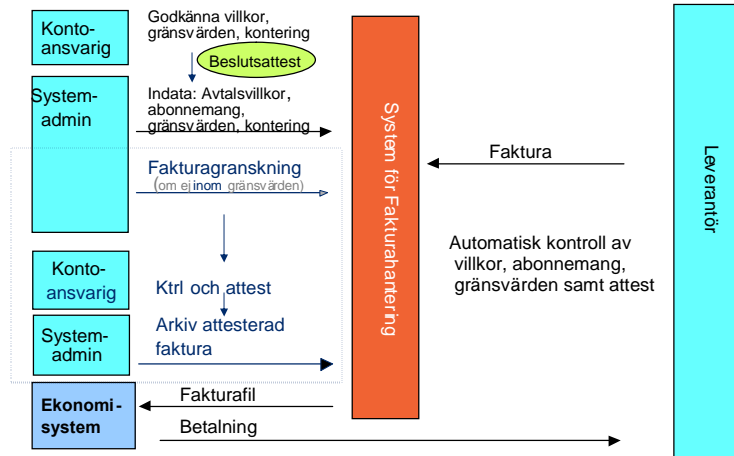 Konto-
ansvarig
Godkänna villkor,
gränsvärden, kontering
Beslutsattest
System-
admin
Indata: Avtalsvillkor,
abonnemang,
gränsvärden, kontering
Fakturagranskning
(om ej inom gränsvärden)
Konto-
ansvarig
Ktrl och attest
System-
admin
Arkiv attesterad
faktura
Ekonomi-
system
Fakturafil
Betalning
System för Fakturahantering
Faktura
Automatisk kontroll av
villkor, abonnemang,
gränsvärden samt attest
Leverantör